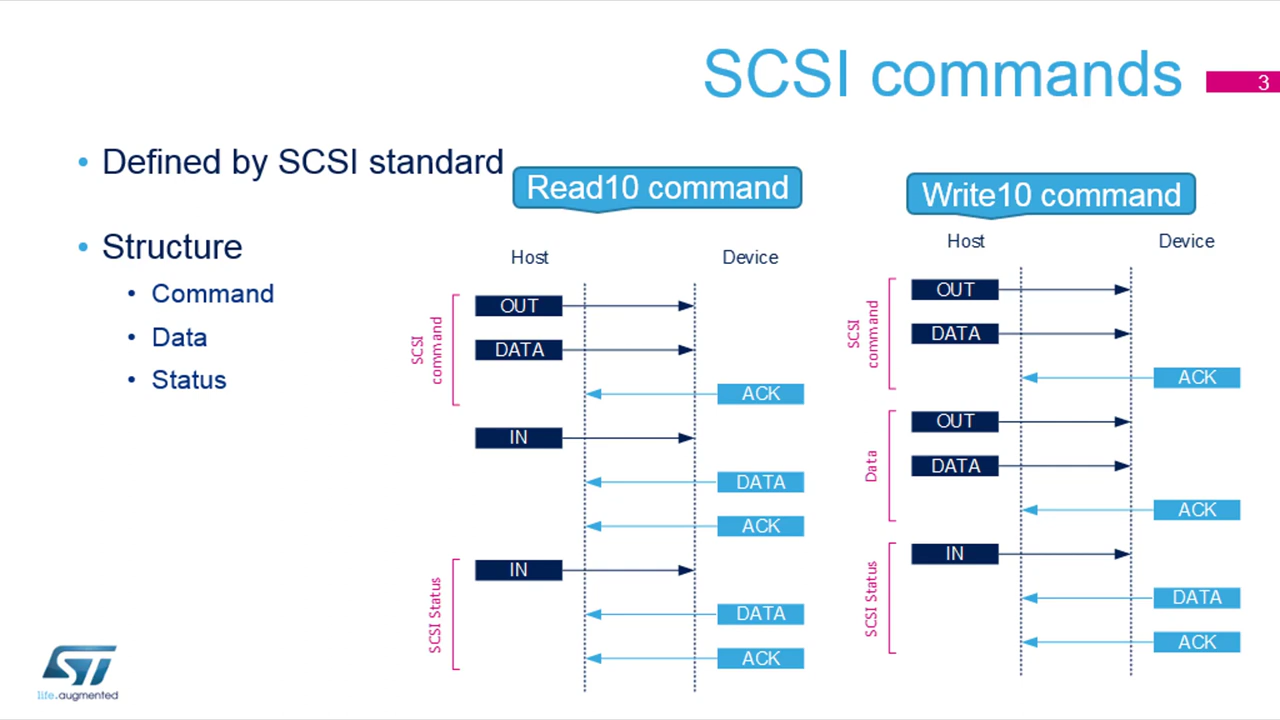 SCSI commands
3
• Defined by SCSI standard
• Structure
• Command
• Data
• Status
Read10 command
Host
Device
SCSI
command
OUT
DATA
ACK
IN
DATA
ACK
SCSI Status
IN
DATA
ACK
Write10 command
Host
Device
SCSI
command
OUT
DATA
ACK
Data
OUT
DATA
ACK
SCSI Status
IN
DATA
ACK
ST
life.augmented